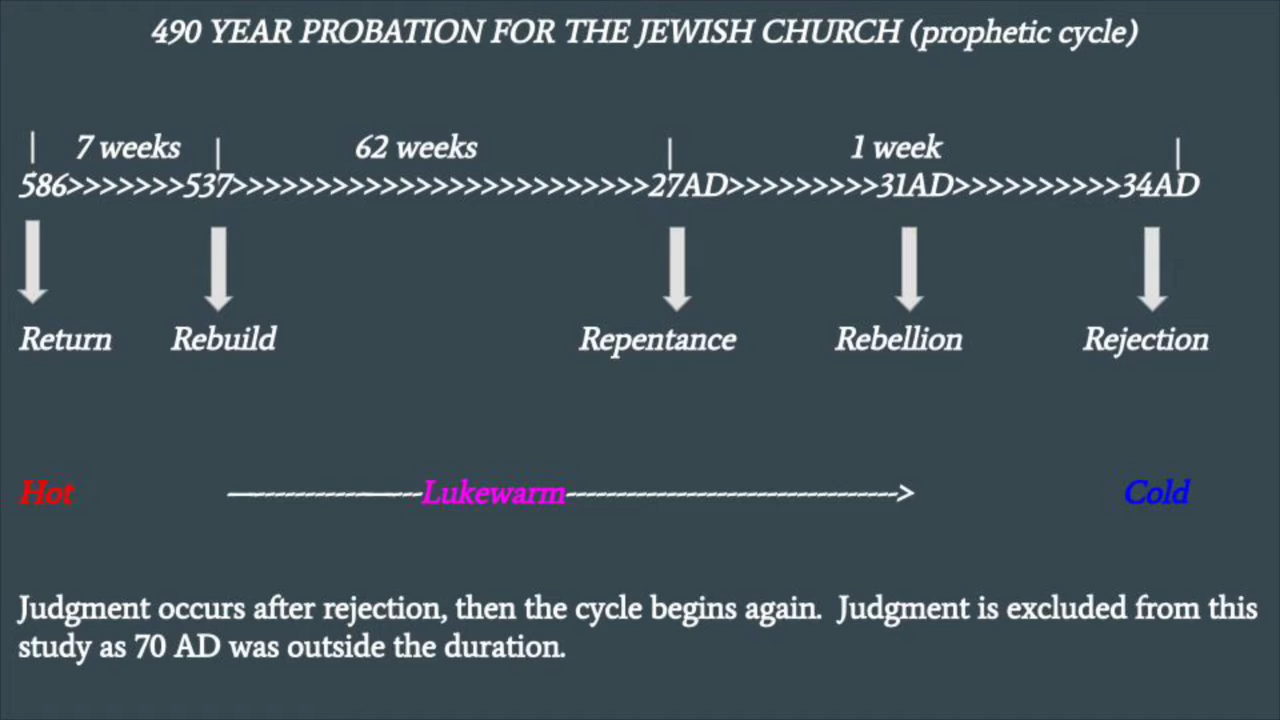 490 YEAR PROBATION FOR THE JEWISH CHURCH (prophetic cycle)
| 7 weeks | 62 weeks | 1 week |
586>>>>>>>537>>>>>>>>>>>>>>>>>>>>>>>>>27AD>>>>>>>>>31AD>>>>>>>>>>34AD
Return Rebuild Repentance Rebellion Rejection
Hot Lukewarm Cold
Judgment occurs after rejection, then the cycle begins again. Judgment is excluded from this
study as 70 AD was outside the duration.